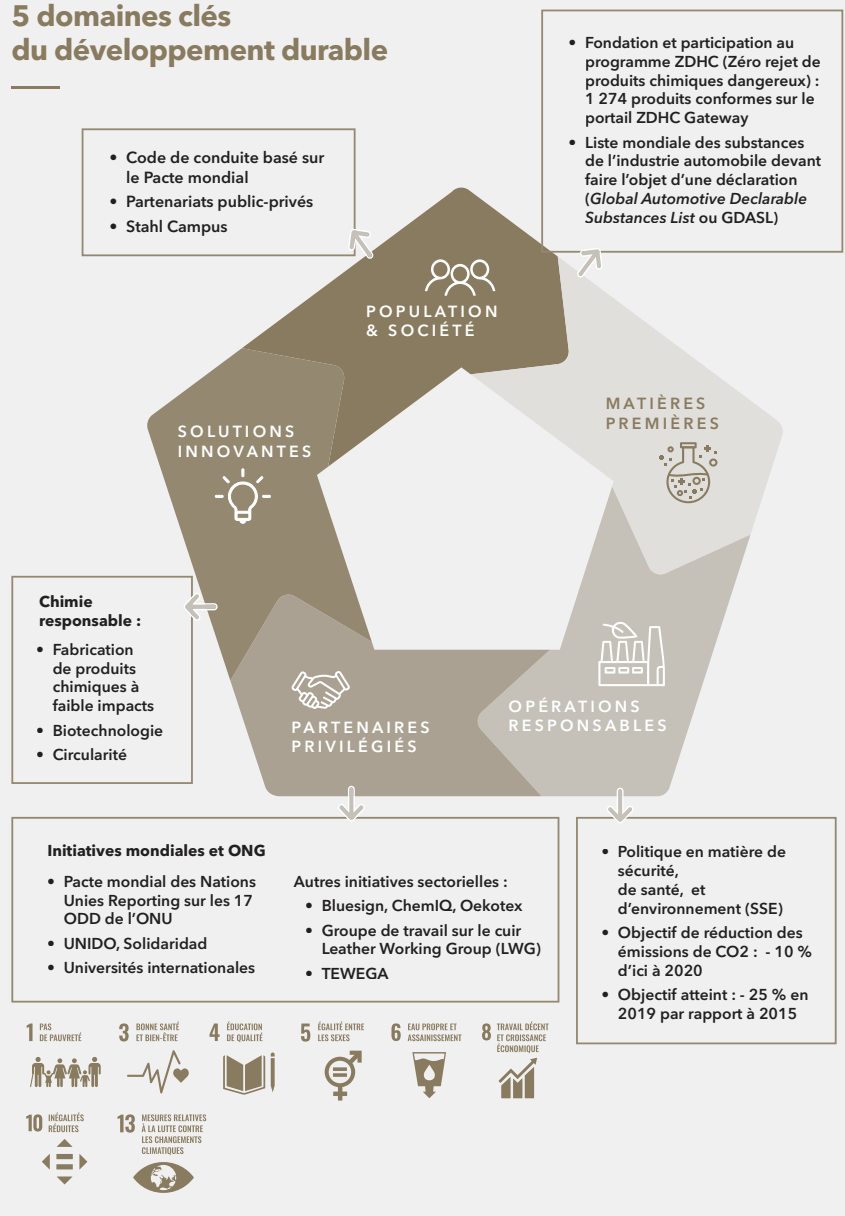 5 domaines clés
du développement durable
• Fondation et participation au
programme ZDHC (Zéro rejet de
produits chimiques dangereux) :
1 274 produits conformes sur le
portail ZDHC Gateway
• Liste mondiale des substances
de l'industrie automobile devant
faire l'objet d'une déclaration
(Global Automotive Declarable
Substances List ou GDASL)
• Code de conduite basé sur
le Pacte mondial
• Partenariats public-privés
• Stahl Campus
POPULATION
& SOCIÉTÉ
MATIÈRES
PREMIÈRES
SOLUTIONS
INNOVANTES
Chimie
responsable :
• Fabrication
de produits
chimiques à
faible impacts
• Biotechnologie
• Circularité
PARTENAIRES
PRIVILÉGIÉS
OPÉRATIONS
RESPONSABLES
Initiatives mondiales et ONG
• Pacte mondial des Nations
Unies Reporting sur les 17
ODD de l'ONU
• UNIDO, Solidaridad
• Universités internationales
Autres initiatives sectorielles :
• Bluesign, ChemIQ, Oekotex
• Groupe de travail sur le cuir
Leather Working Group (LWG)
• TEWEGA
• Politique en matière de
sécurité,
de santé, et
d'environnement (SSE)
• Objectif de réduction des
émissions de CO2 : - 10 %
d'ici à 2020
• Objectif atteint : - 25 % en
2019 par rapport à 2015
1 PAS
DE PAUVRETÉ
3 BONNE SANTÉ
ET BIEN-ÊTRE
4 ÉDUCATION
DE QUALITÉ
5 ÉGALITÉ ENTRE
LES SEXES
6 EAU PROPRE ET
ASSAINISSEMENT
8 TRAVAIL DÉCENT
ET CROISSANCE
ÉCONOMIQUE
10 INÉGALITÉS
RÉDUITES
13 MESURES RELATIVES
À LA LUTTE CONTRE
LES CHANGEMENTS
CLIMATIQUES